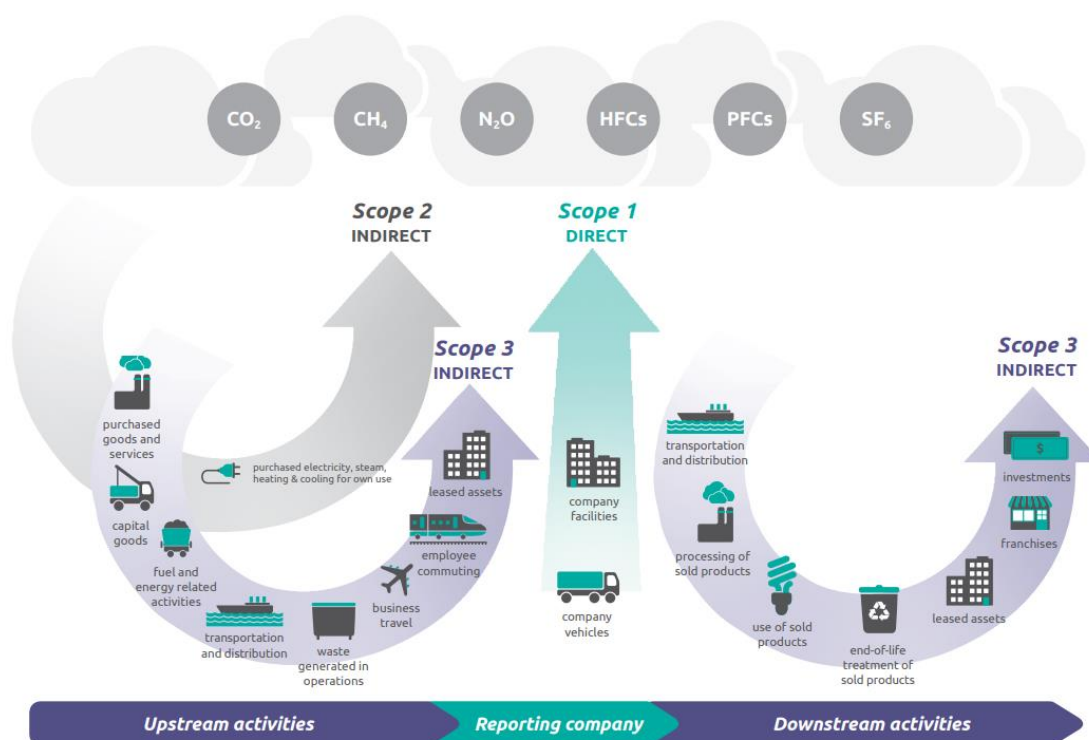 CO₂
CH₄
N₂O
HFCs
PFCs
SF₆
Scope 2
INDIRECT
Scope 1
DIRECT
Scope 3
INDIRECT
Scope 3
INDIRECT
purchased
goods and
services
capital
goods
fuel and
energy related
activities
transportation
and distribution
waste
generated in
operations
business
travel
employee
commuting
leased assets
purchased electricity, steam,
heating & cooling for own use
company
facilities
company
vehicles
transportation
and distribution
processing of
sold products
use of sold
products
end-of-life
treatment of
sold products
leased assets
franchises
$
investments
Upstream activities
Reporting company
Downstream activities